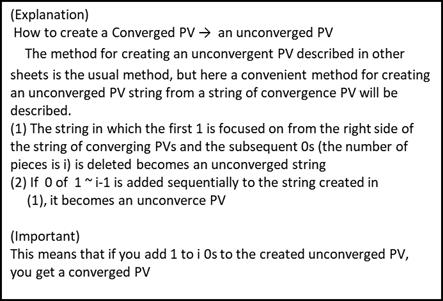 (Explanation)
How to create a Converged PV → an unconverged PV
The method for creating an unconvergent PV described in other
sheets is the usual method, but here a convenient method for creating
an unconverged PV string from a string of convergence PV will be
described.
(1) The string in which the first 1 is focused on from the right side of
the string of converging PVs and the subsequent 0s (the number of
pieces is i) is deleted becomes an unconverged string
(2) If 0 of 1 ~ i-1 is added sequentially to the string created in
(1), it becomes an unconverce PV
(Important)
This means that if you add 1 to i 0s to the created unconverged PV,
you get a converged PV